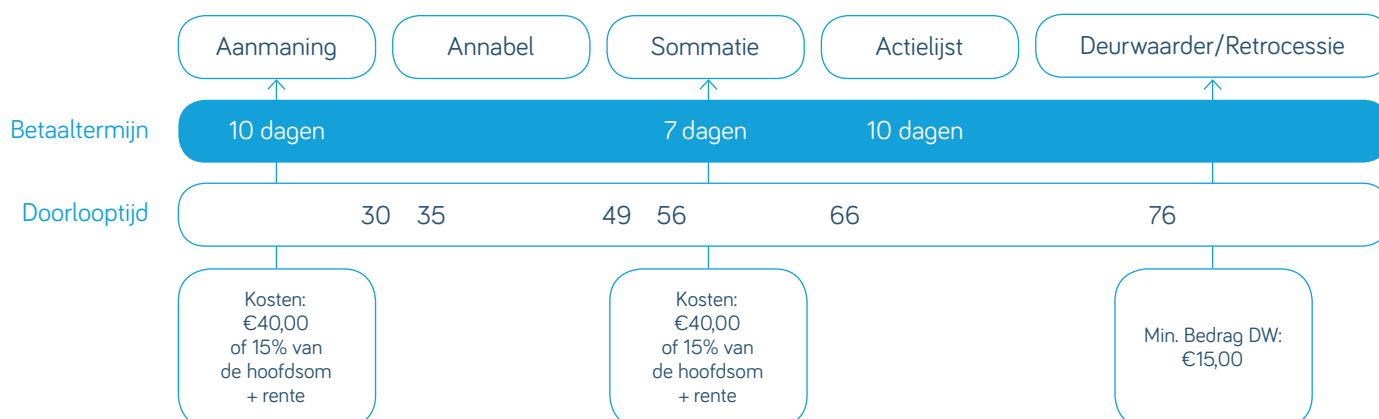 Aanmaning
Annabel
Sommatie
Actielijst
Deurwaarder/Retrocessie
Betaaltermijn
10 dagen
7 dagen
10 dagen
Doorlooptijd
30
35
49
56
66
76
Kosten:
€40,00
of 15% van
de hoofdsom
+ rente
Kosten:
€40,00
of 15% van
de hoofdsom
+ rente
Min. Bedrag DW:
€15,00